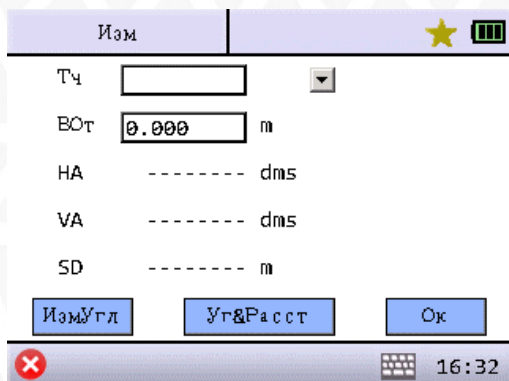 Изм
Тч
ВОт 0.000 m
HA -------- dms
VA -------- dms
SD -------- m
ИзмУгл Уг&Расст Ок
16:32